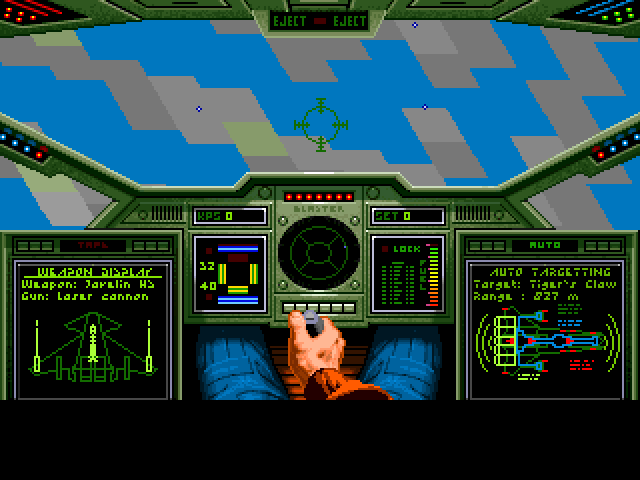 EJECT EJECT
KPS 0
BLASTER
SET 0
AUTO
32
40
LOCK
WEAPON DISPLAY
Weapon: Javelin HS
Gun: Laser cannon
AUTO TARGETTING
Target: Tiger's Claw
Range : 827 m